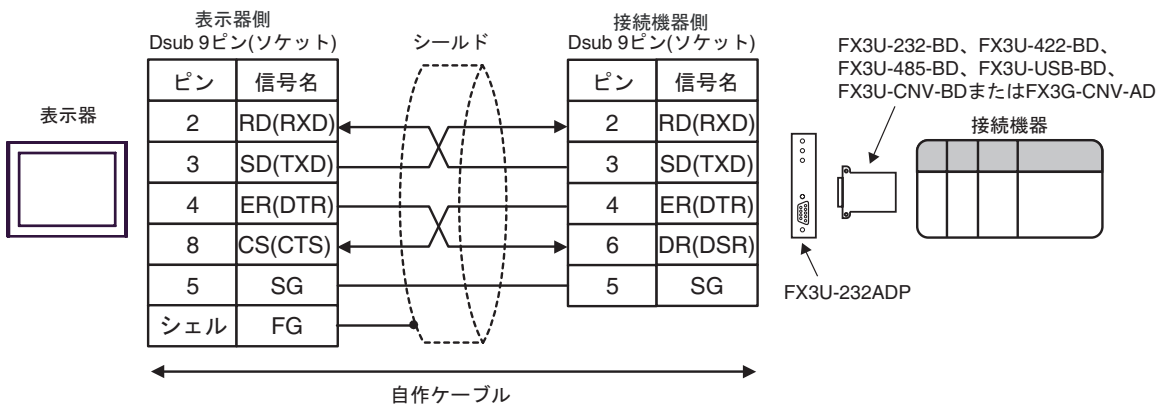 表示器側
Dsub 9ピン(ソケット)
シールド
接続機器側
Dsub 9ピン(ソケット)
FX3U-232-BD、FX3U-422-BD、
FX3U-485-BD、FX3U-USB-BD、
FX3U-CNV-BDまたはFX3G-CNV-AD
表示器
接続機器
ピン 信号名
2 RD(RXD)
3 SD(TXD)
4 ER(DTR)
8 CS(CTS)
5 SG
シェル FG
ピン 信号名
2 RD(RXD)
3 SD(TXD)
4 ER(DTR)
6 DR(DSR)
5 SG
FX3U-232ADP
自作ケーブル